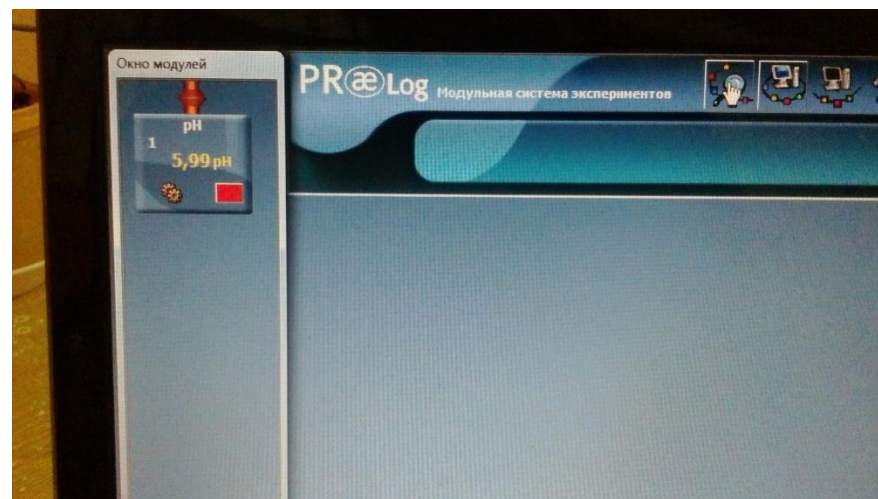 Окно модулей
PRæLog Модульная система экспериментов
pH
1
5,99 pH